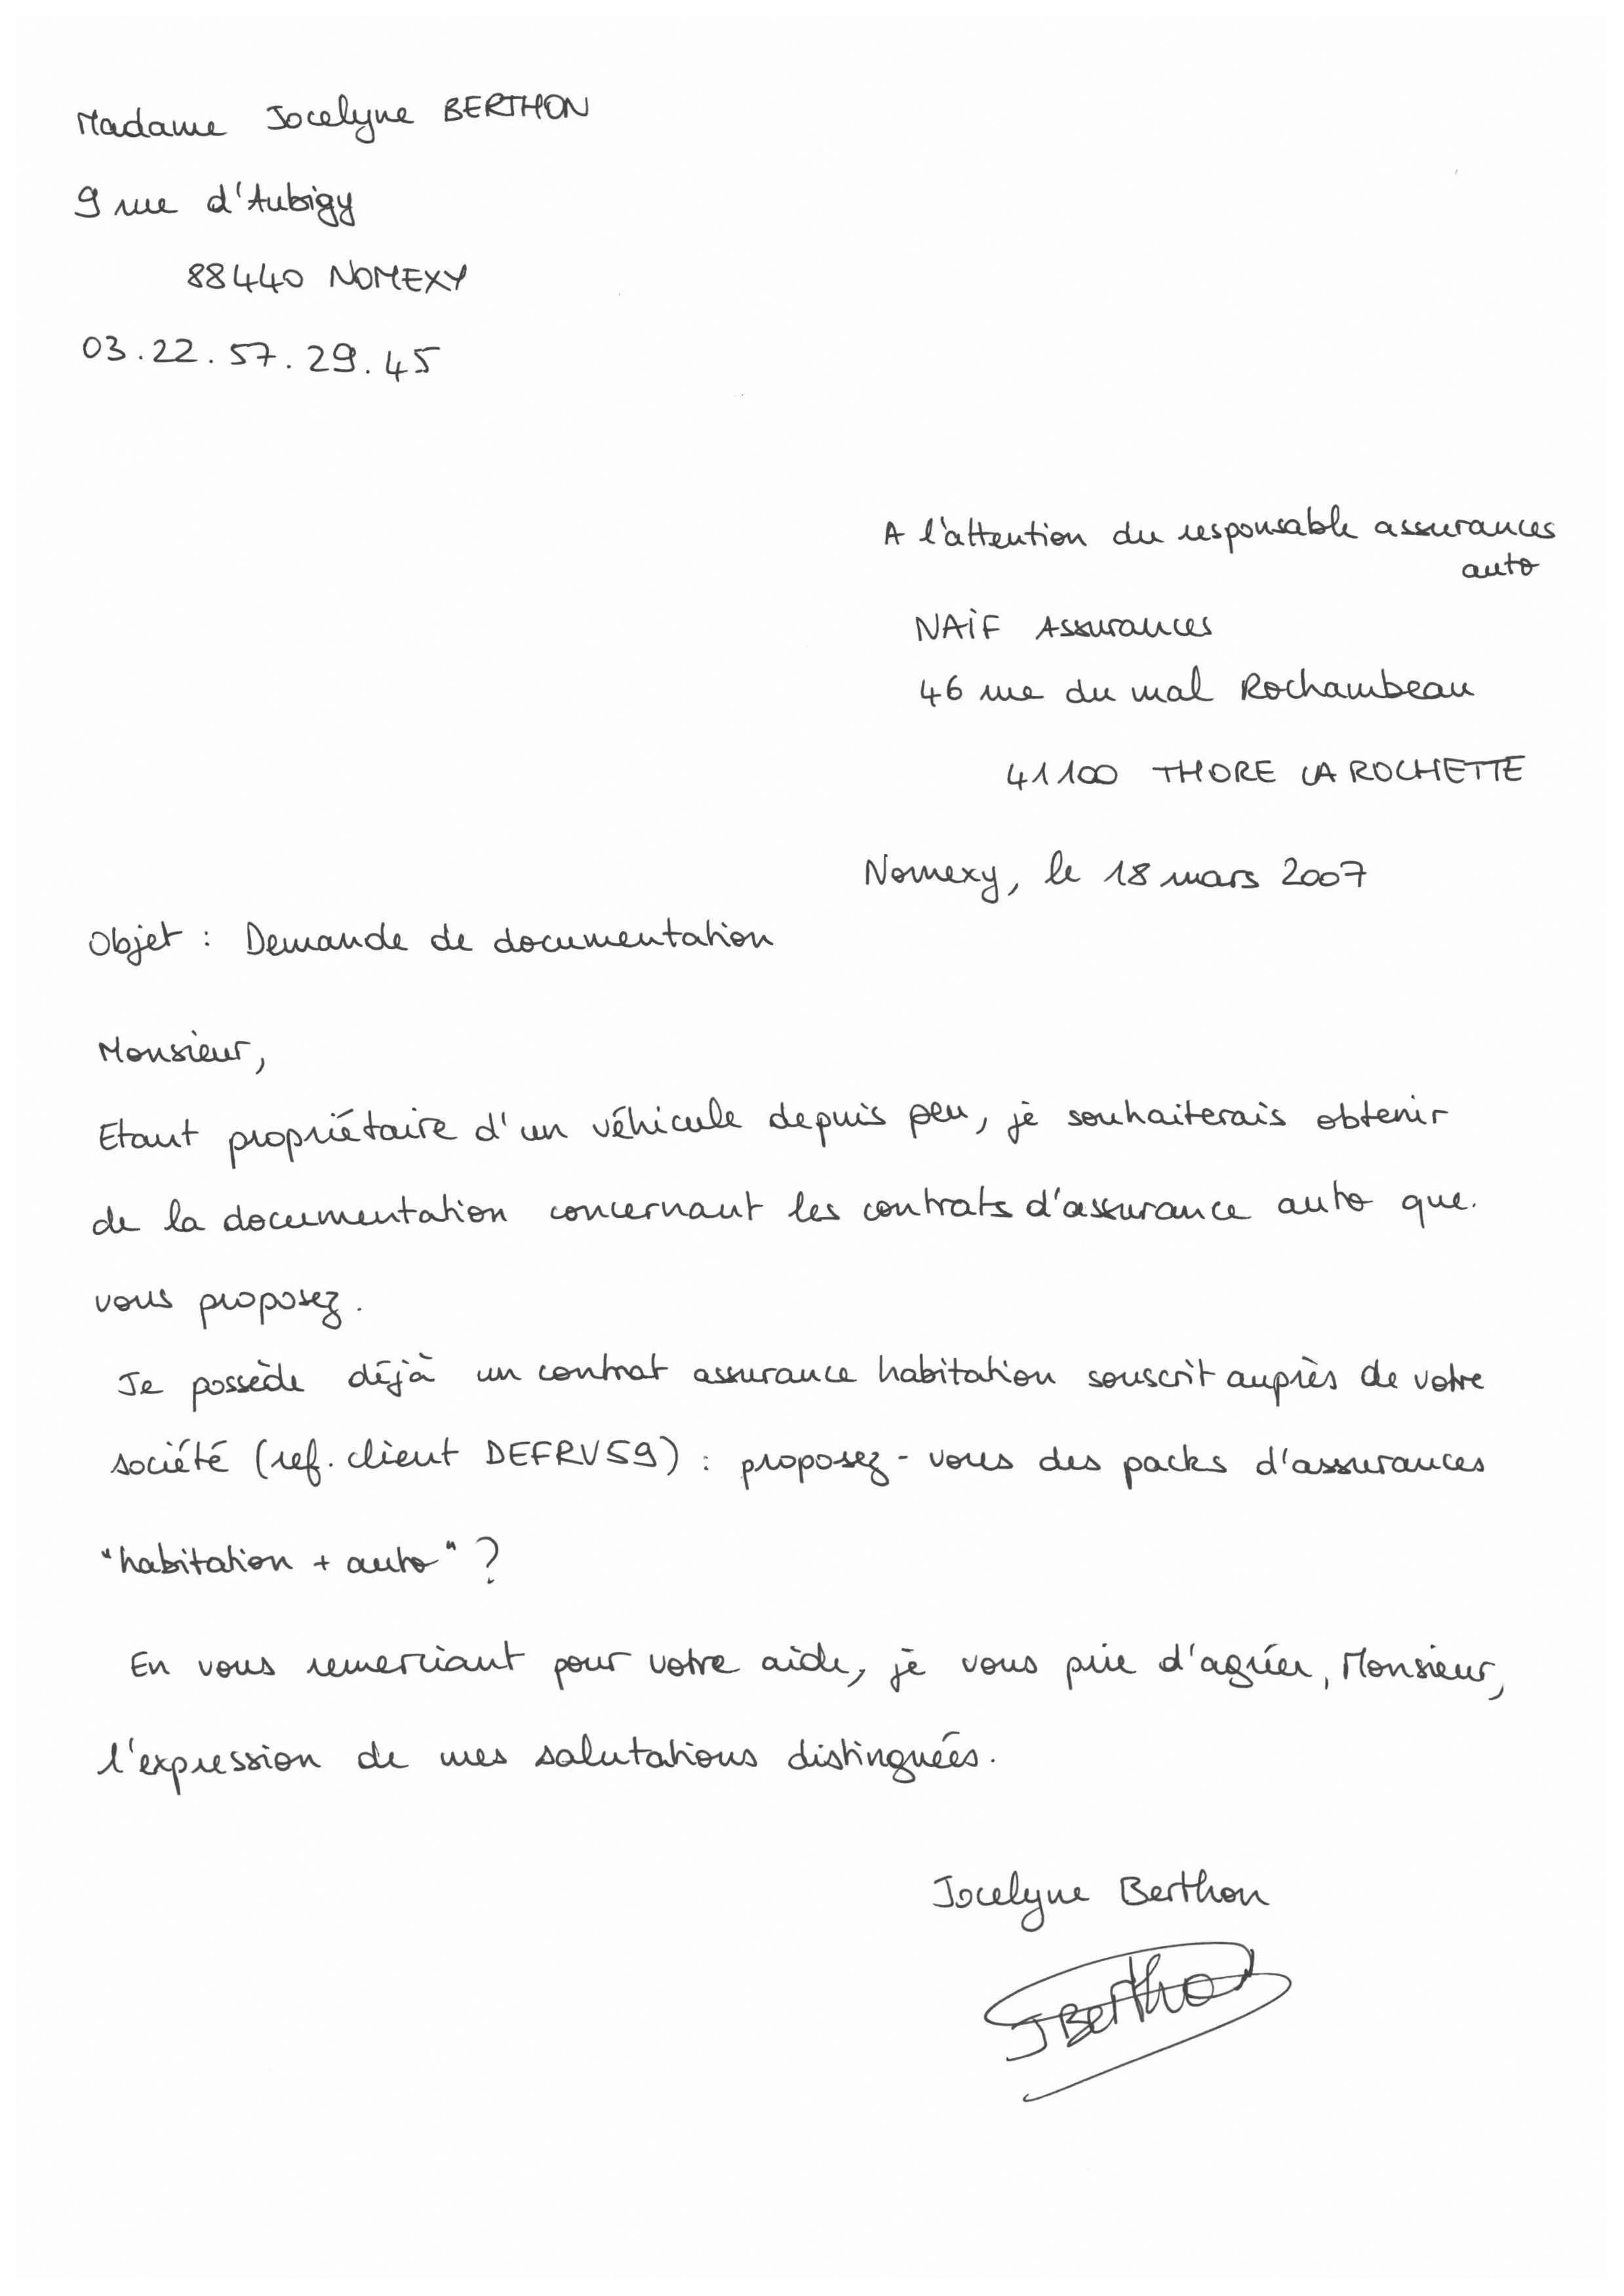 Madame Jocelyne BERTHON
9 rue d'Aubigy
88440 NOMEXY
03.22.57.29.45
A l'attention du responsable assurances
auto
NAIF Assurances
46 rue du mal Rochambeau
41100 THORE LA ROCHETTE
Nomexy, le 18 mars 2007
Objet : Demande de documentation
Monsieur,
Etant propriétaire d'un véhicule depuis peu, je souhaiterais obtenir
de la documentation concernant les contrats d'assurance auto que
vous proposez.
Je possède déjà un contrat assurance habitation souscrit auprès de votre
société (ref. client DEFRV59) : proposez-vous des packs d'assurances
"habitation + auto" ?
En vous remerciant pour votre aide, je vous prie d'agréer, Monsieur,
l'expression de mes salutations distinguées.
Jocelyne Berthon
JBertho